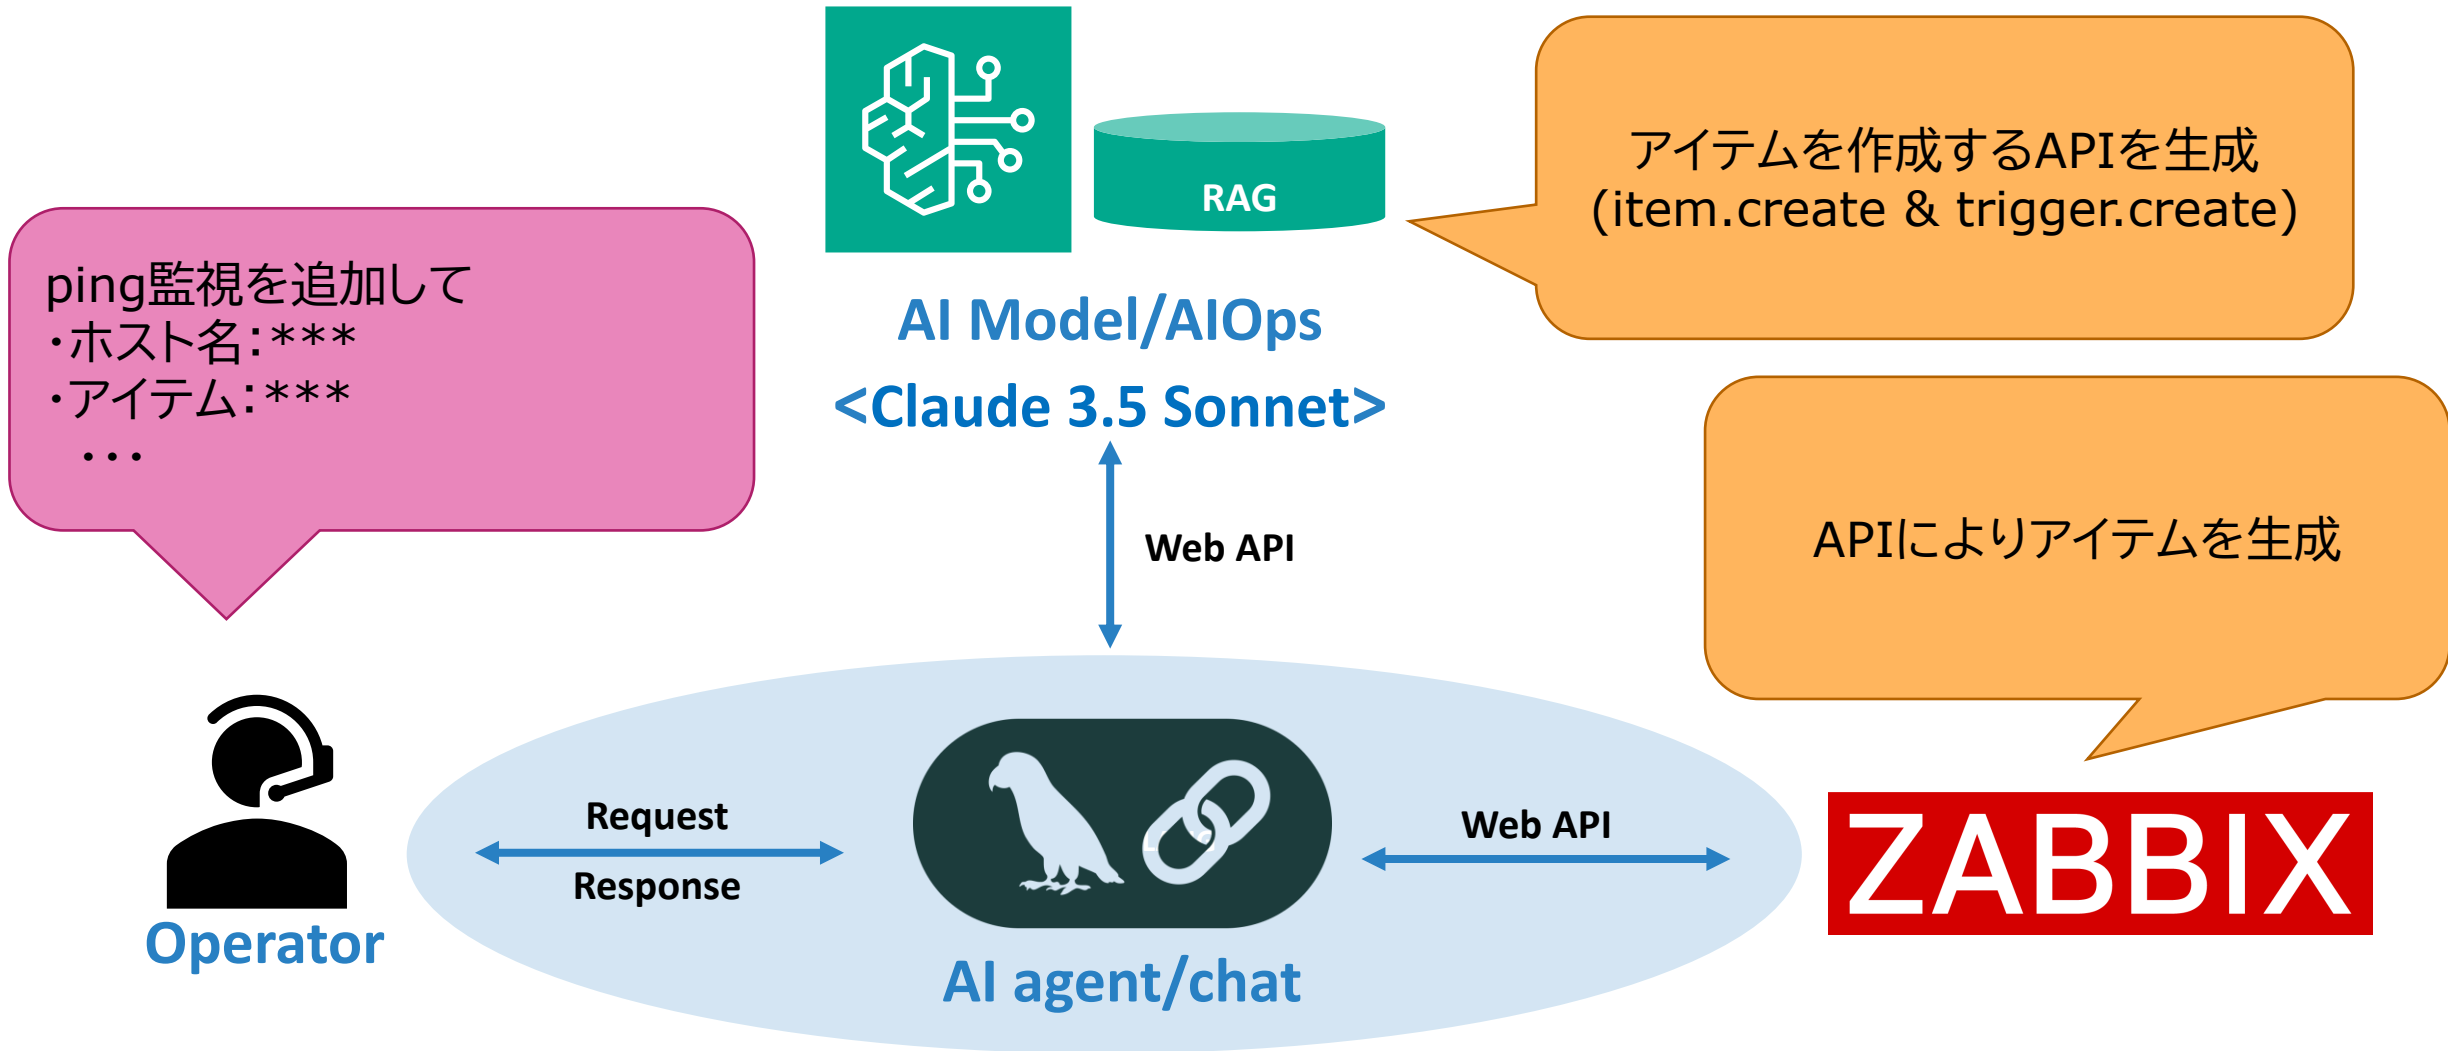 RAG
アイテムを作成するAPIを生成
(item.create & trigger.create)
ping監視を追加して
・ホスト名：***
・アイテム：***
・・・
AI Model/AIOps
<Claude 3.5 Sonnet>
APIによりアイテムを生成
Web API
Request
Response
Web API
ZABBIX
Operator
AI agent/chat